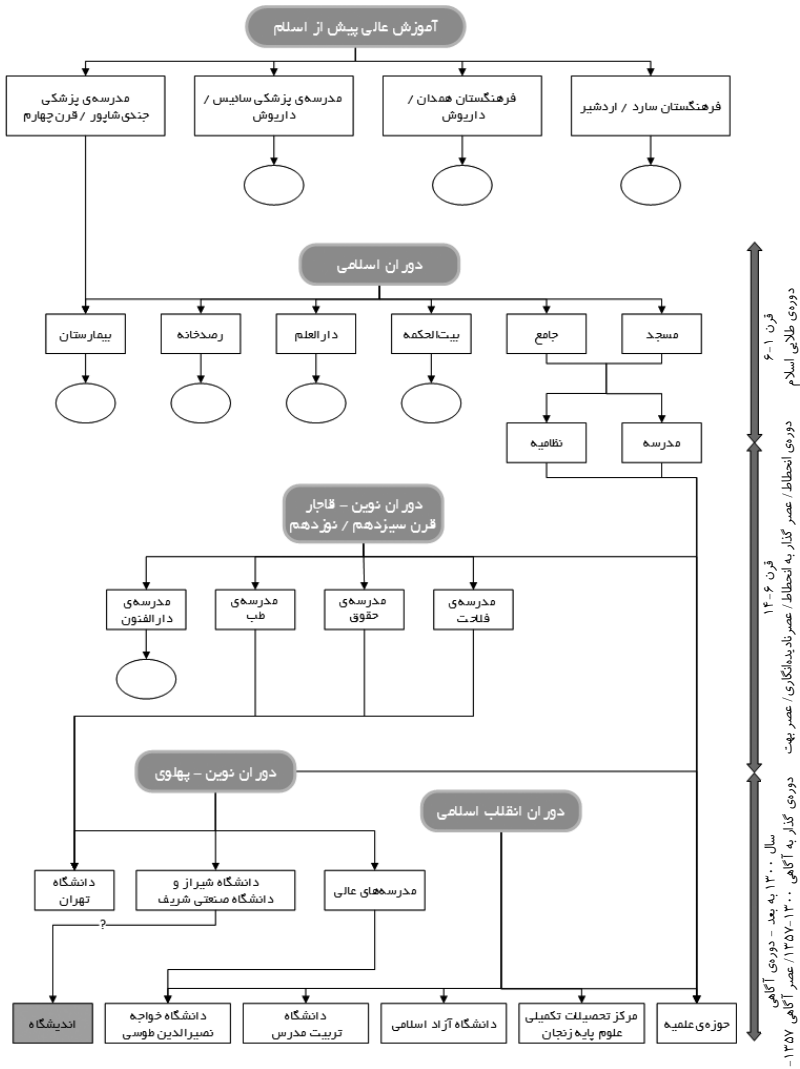 آموزش عالی پیش از اسلام
فرهنگستان سارد / اردشیر
فرهنگستان همدان /
داریوش
مدرسه‌ی پزشکی سائیس /
داریوش
مدرسه‌ی پزشکی
جندی‌شاپور / قرن چهارم
دوران اسلامی
مسجد
جامع
بیت‌الحکمه
دارالعلم
رصدخانه
بیمارستان
مدرسه
نظامیه
دوران نوین - قاجار
قرن سیزدهم / نوزدهم
مدرسه‌ی
فلاحت
مدرسه‌ی
حقوق
مدرسه‌ی
طب
مدرسه‌ی
دارالفنون
دوران نوین - پهلوی
دوران انقلاب اسلامی
مدرسه‌های عالی
دانشگاه شیراز و
دانشگاه صنعتی شریف
دانشگاه
تهران
?
حوزه‌ی علمیه
مرکز تحصیلات تکمیلی
علوم پایه زنجان
دانشگاه آزاد اسلامی
دانشگاه
تربیت مدرس
دانشگاه خواجه
نصیرالدین طوسی
اندیشگاه
قرن ۱-۶
دوره‌ی طلایی اسلام
قرن ۶-۱۴
دوره‌ی انحطاط / عصر گذار به انحطاط / عصر نادیده‌انگاری / عصر بهت
سال ۱۳۰۰ به بعد - دوره‌ی آگاهی
دوره‌ی گذار به آگاهی ۱۳۰۰-۱۳۵۷ / عصر آگاهی ۱۳۵۷-